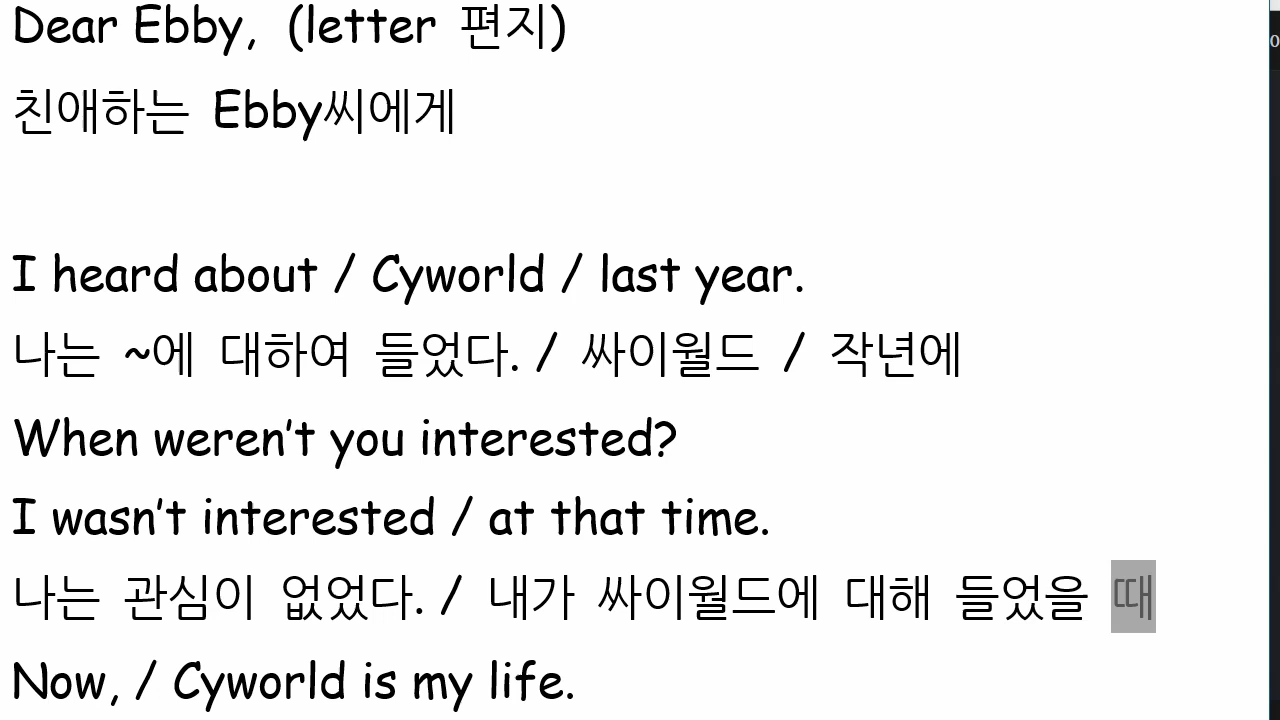 Dear Ebby, (letter 편지)
친애하는 Ebby씨에게
I heard about / Cyworld / last year.
나는 ~에 대하여 들었다. / 싸이월드 / 작년에
When weren't you interested?
I wasn't interested / at that time.
나는 관심이 없었다. / 내가 싸이월드에 대해 들었을 때
Now, / Cyworld is my life.